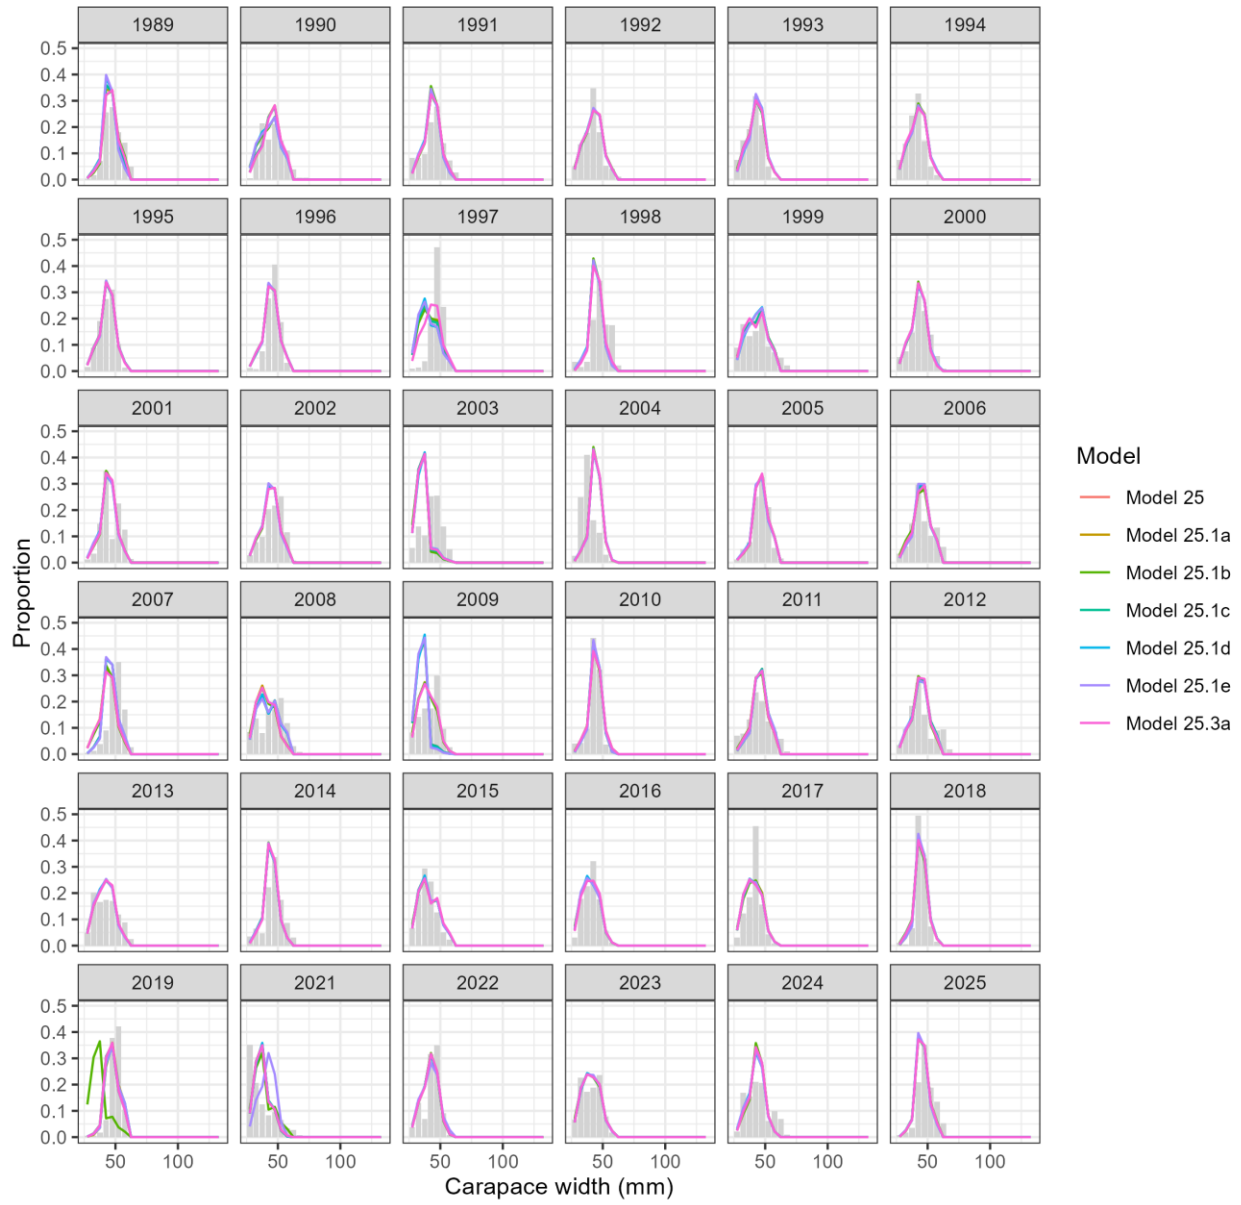 1989 1990 1991 1992 1993 1994
0.5
0.4
0.3
0.2
0.1
0.0
1995 1996 1997 1998 1999 2000
0.5
0.4
0.3
0.2
0.1
0.0
2001 2002 2003 2004 2005 2006
0.5
0.4
0.3
0.2
0.1
0.0
Proportion
2007 2008 2009 2010 2011 2012
0.5
0.4
0.3
0.2
0.1
0.0
2013 2014 2015 2016 2017 2018
0.5
0.4
0.3
0.2
0.1
0.0
2019 2021 2022 2023 2024 2025
0.5
0.4
0.3
0.2
0.1
0.0
50 100 50 100 50 100 50 100 50 100 50 100
Carapace width (mm)
Model
Model 25
Model 25.1a
Model 25.1b
Model 25.1c
Model 25.1d
Model 25.1e
Model 25.3a